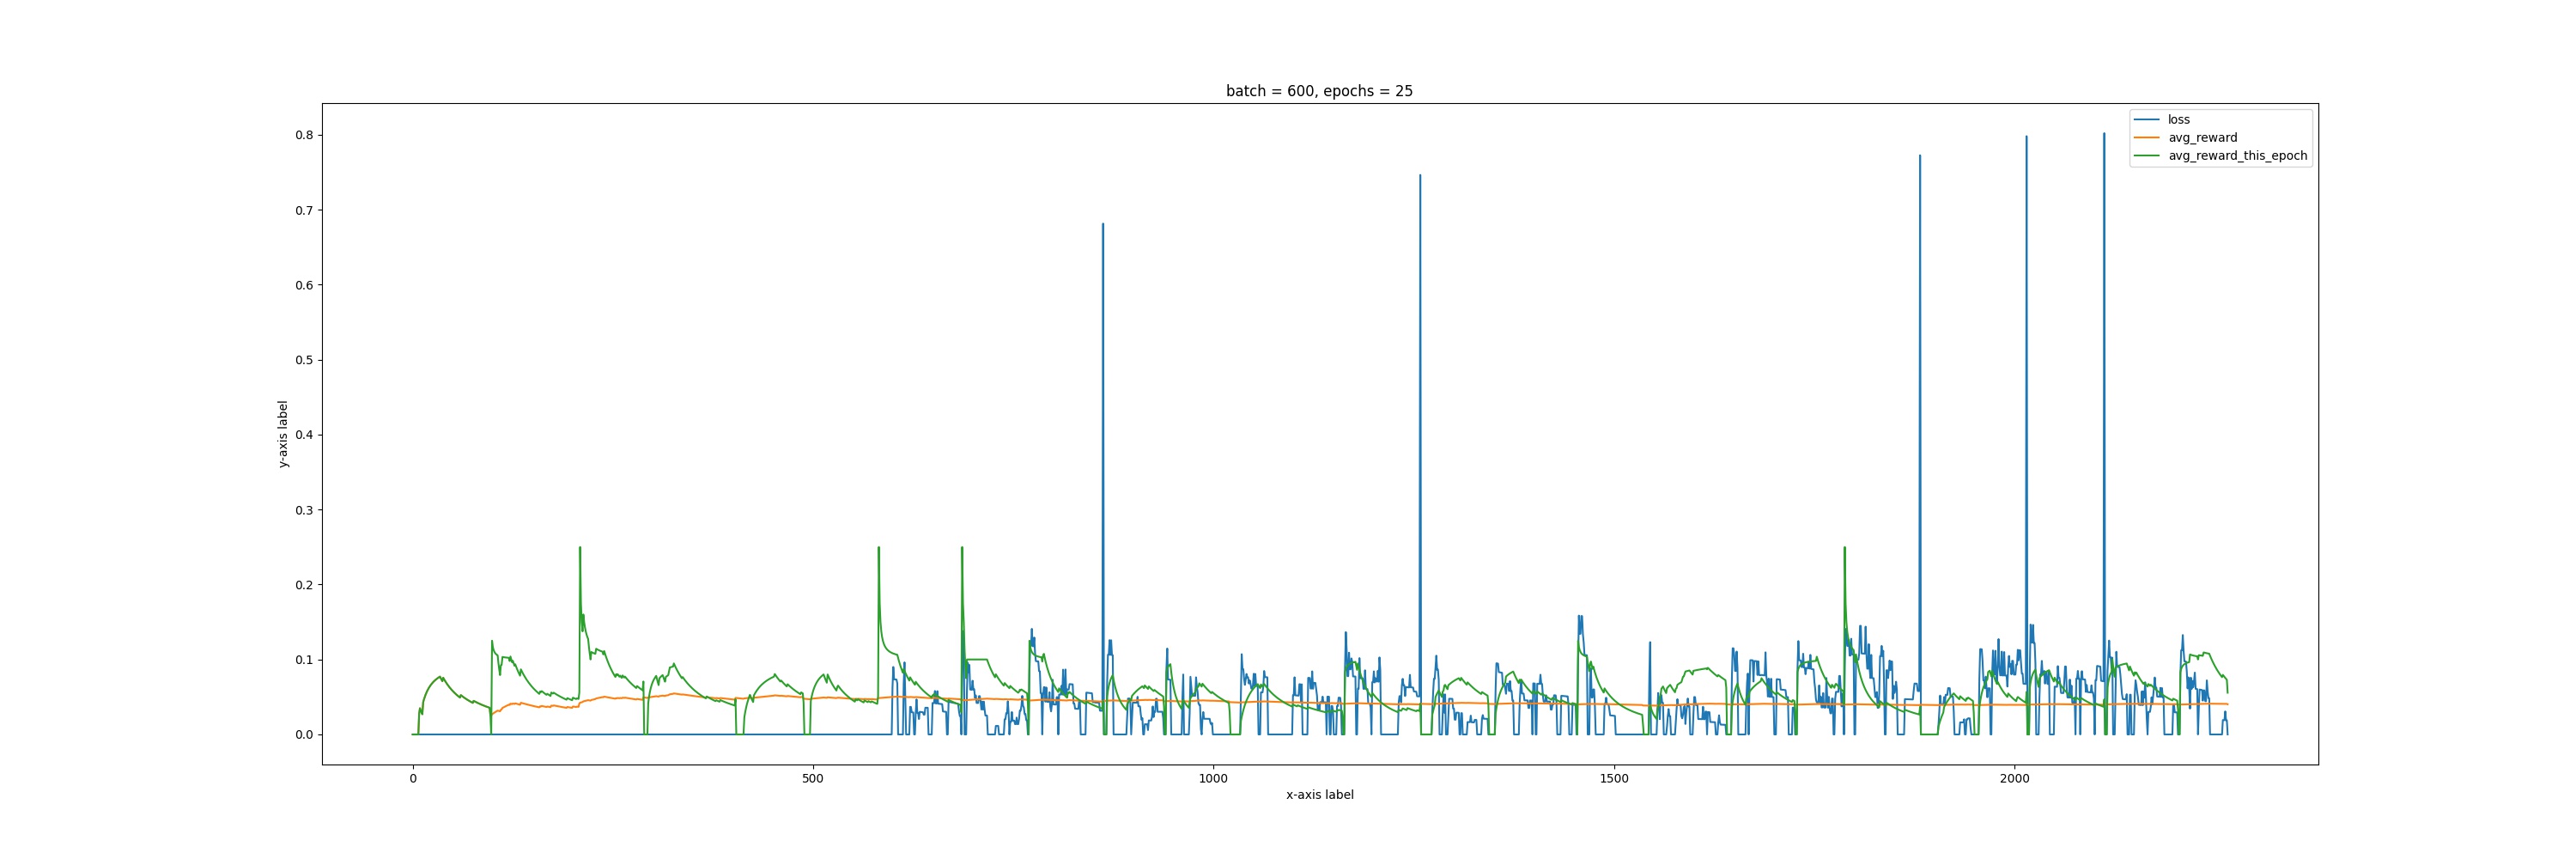 batch = 600, epochs = 25
loss
avg_reward
avg_reward_this_epoch
0.8
0.7
0.6
0.5
0.4
0.3
0.2
0.1
0.0
y-axis label
0
500
1000
1500
2000
x-axis label